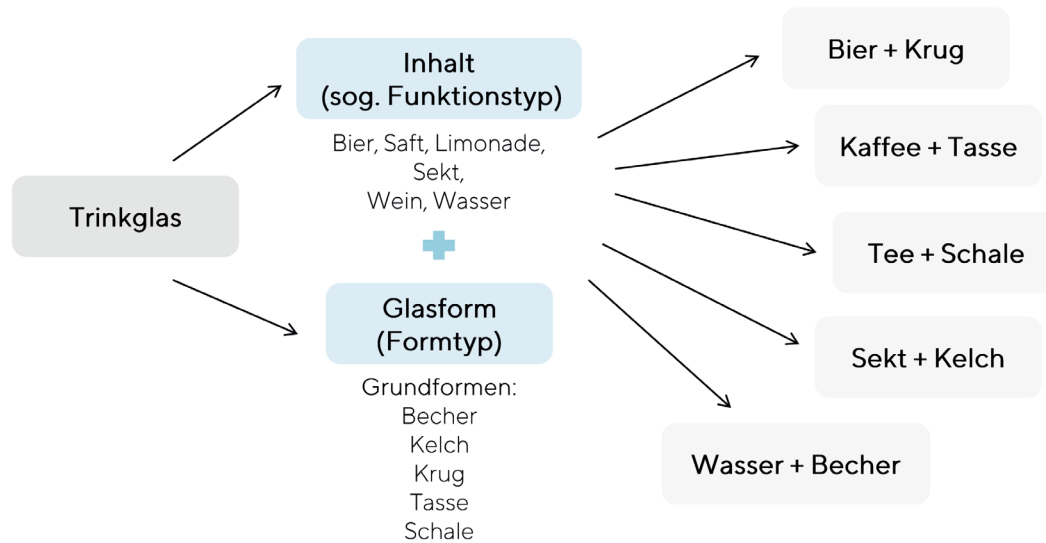 Trinkglas
Inhalt
(sog. Funktionstyp)
Bier, Saft, Limonade,
Sekt,
Wein, Wasser
Glasform
(Formtyp)
Grundformen:
Becher
Kelch
Krug
Tasse
Schale
Bier + Krug
Kaffee + Tasse
Tee + Schale
Sekt + Kelch
Wasser + Becher